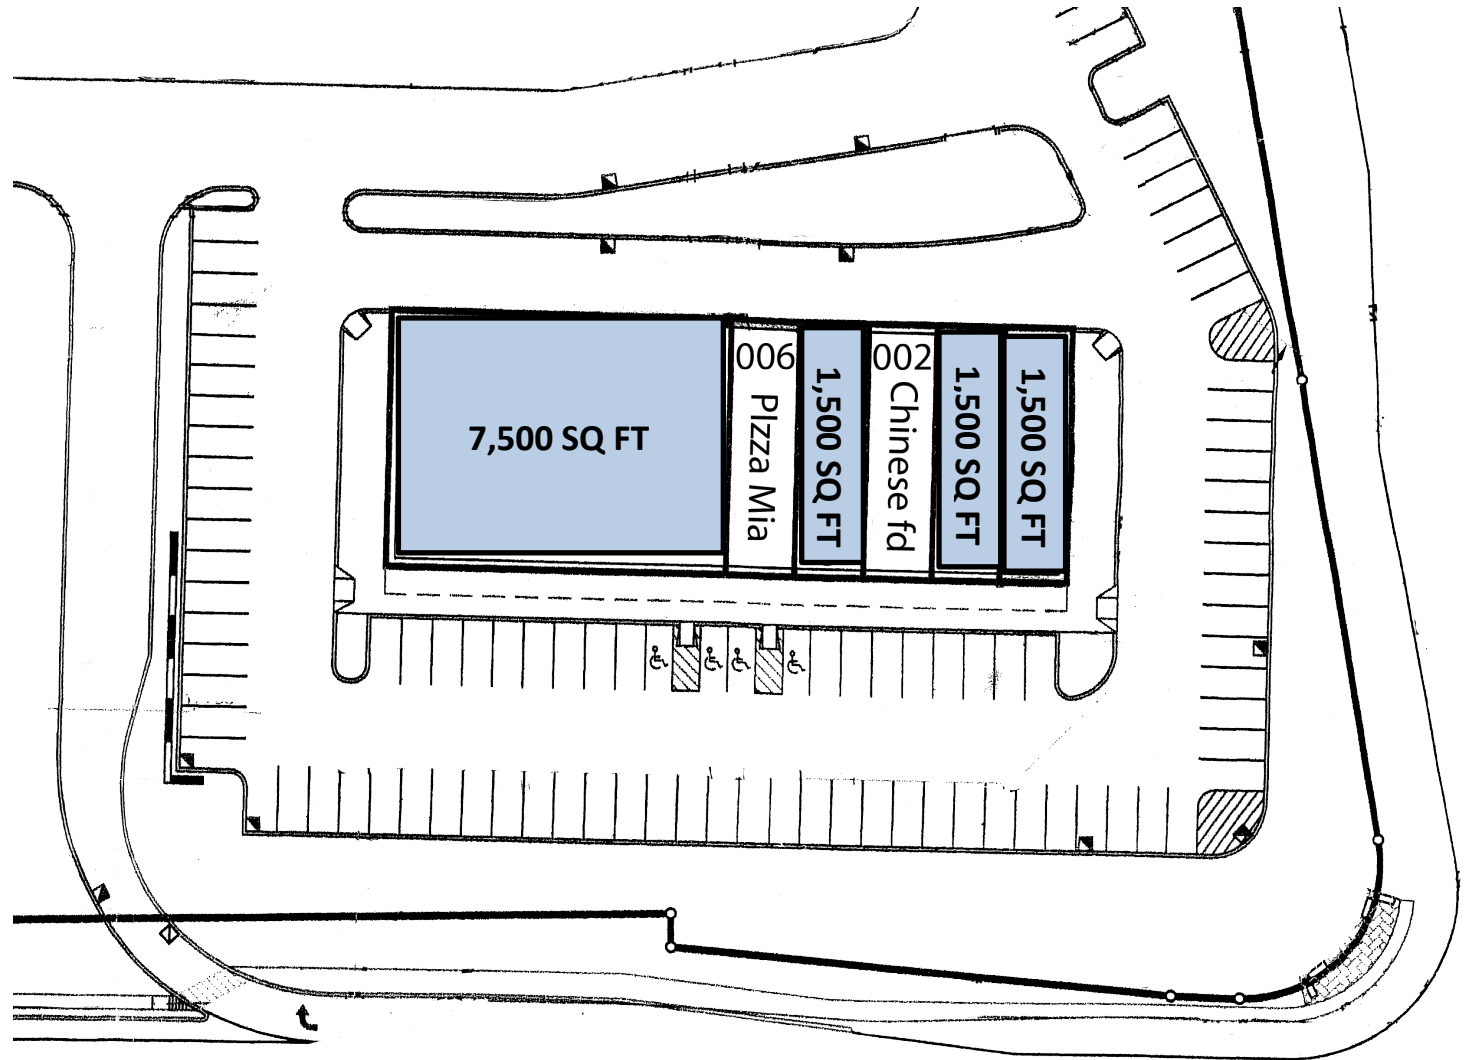 7,500 SQ FT
006
PIzza Mia
1,500 SQ FT
002
Chinese fd
1,500 SQ FT
1,500 SQ FT